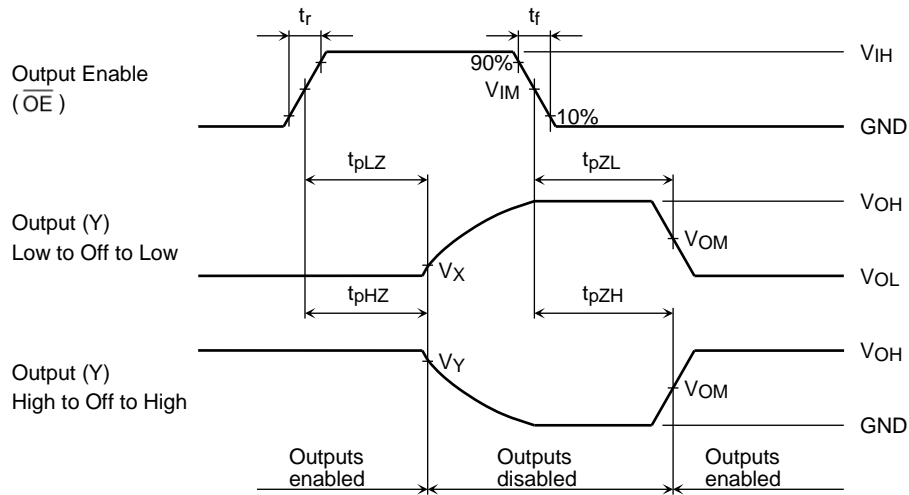 tr
tf
Output Enable
( OE )
90%
VIM
10%
VIH
GND
tpLZ
tpZL
Output (Y)
Low to Off to Low
VX
VOM
VOH
VOL
tpHZ
tpZH
Output (Y)
High to Off to High
VY
VOM
VOH
GND
Outputs
enabled
Outputs
disabled
Outputs
enabled